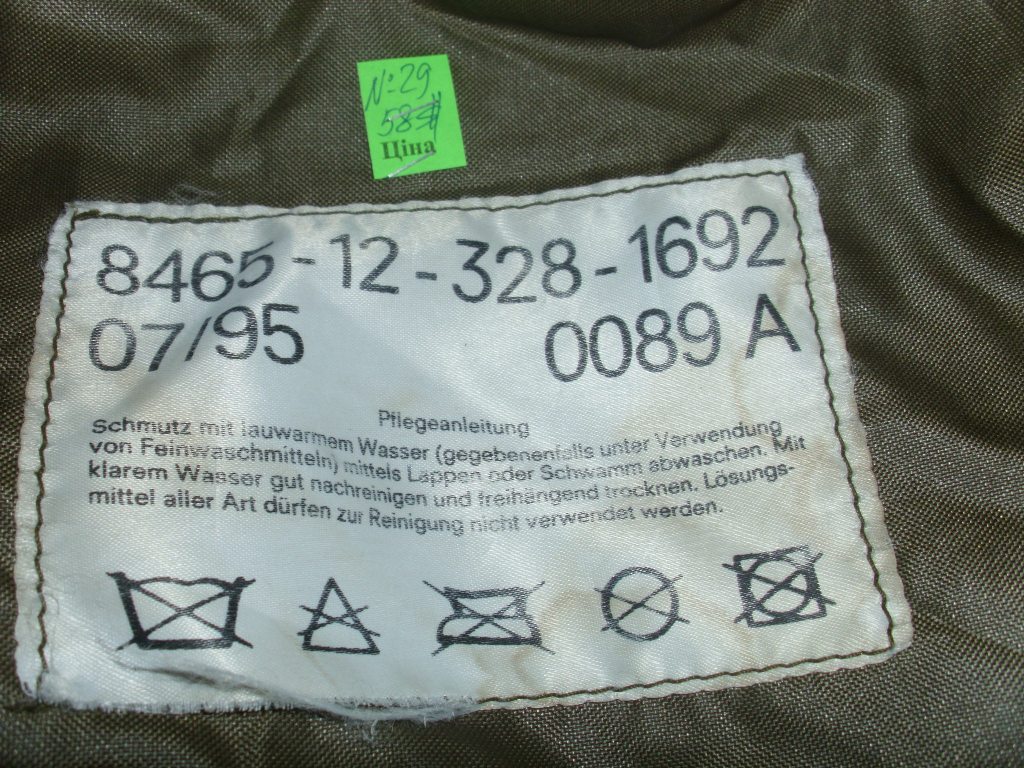 №29
Ціна
8465-12-328-1692
07/95 0089 A
Pflegeanleitung
Schmutz mit lauwarmem Wasser (gegebenenfalls unter Verwendung
von Feinwaschmitteln) mittels Lappen oder Schwamm abwaschen. Mit
klarem Wasser gut nachreinigen und freihängend trocknen. Lösungs-
mittel aller Art dürfen zur Reinigung nicht verwendet werden.